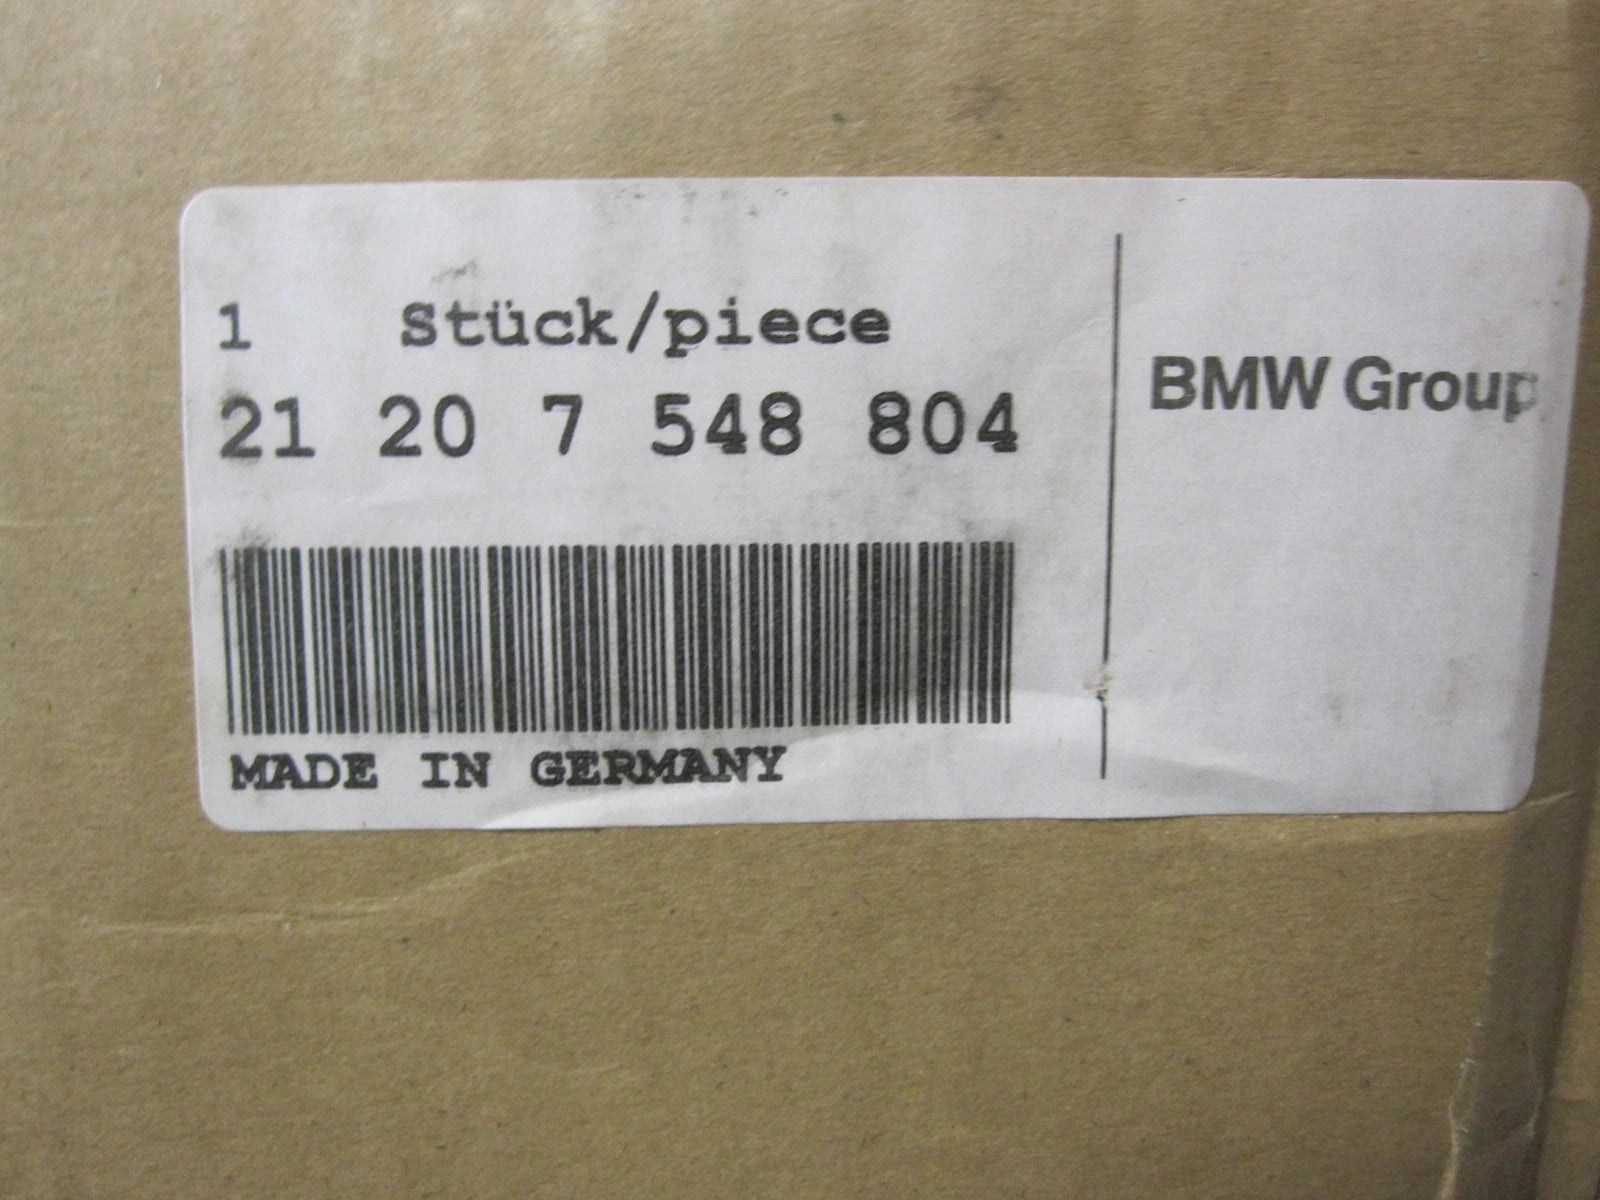 1 Stück/piece
21 20 7 548 804
BMW Group
MADE IN GERMANY